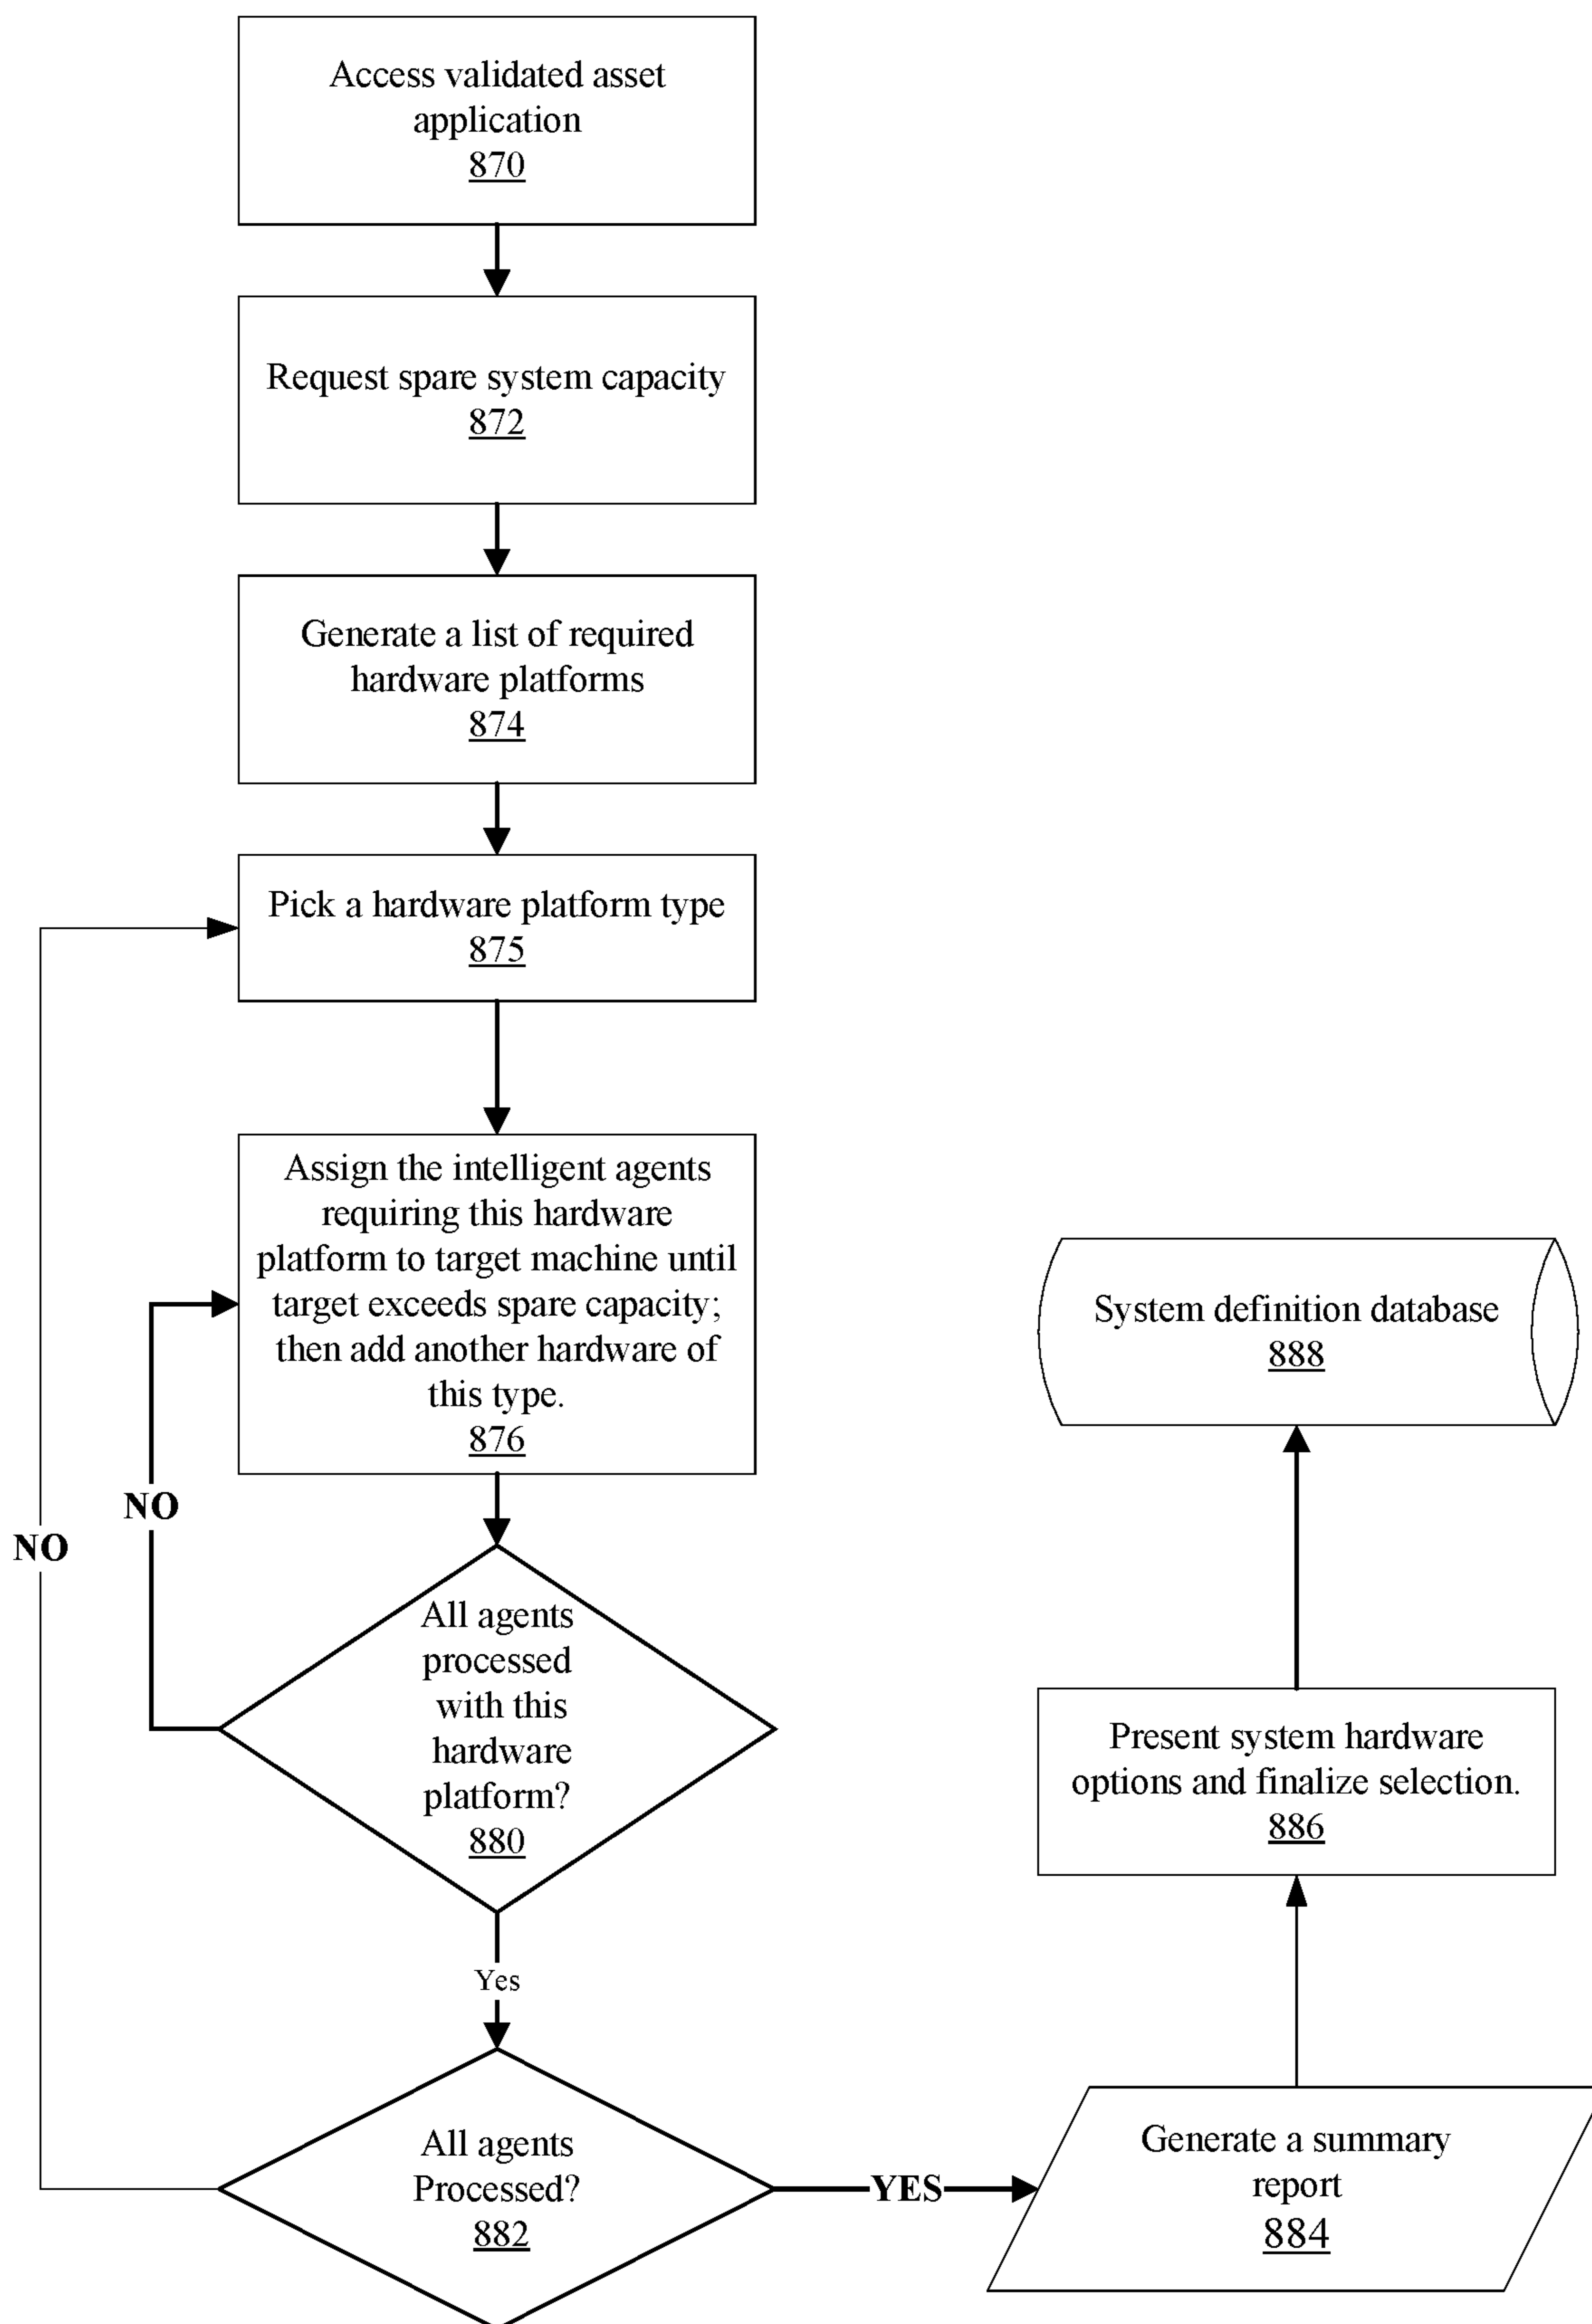 Access validated asset
application
870
Request spare system capacity
872
Generate a list of required
hardware platforms
874
Pick a hardware platform type
875
Assign the intelligent agents
requiring this hardware
platform to target machine until
target exceeds spare capacity;
then add another hardware of
this type.
876
NO
NO
All agents
processed
with this
hardware
platform?
880
Yes
All agents
Processed?
882
YES
Generate a summary
report
884
Present system hardware
options and finalize selection.
886
System definition database
888